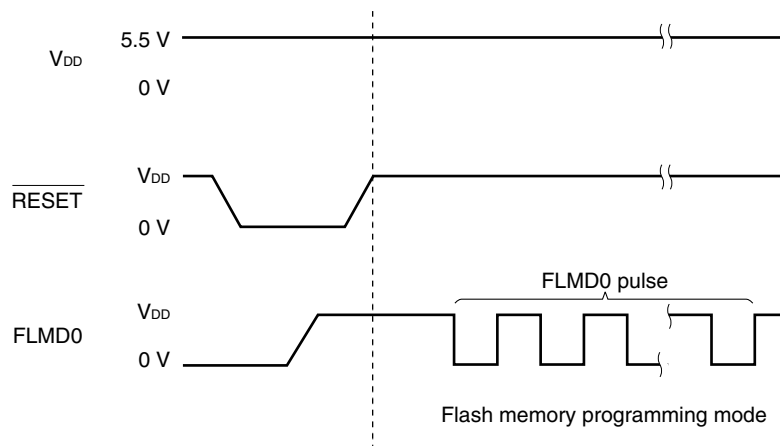 5.5 V
VDD
0 V
VDD
RESET
0 V
FLMD0 pulse
VDD
FLMD0
0 V
Flash memory programming mode